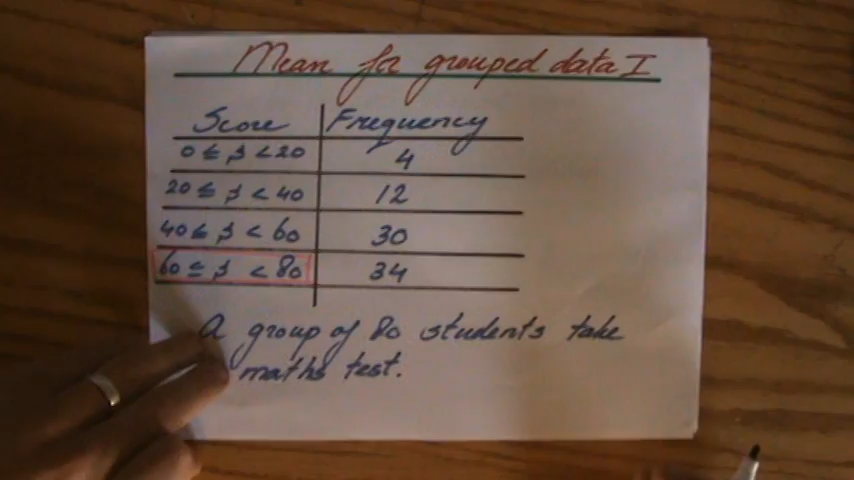 Mean for grouped data I
Score Frequency
0 ≤ s < 20 4
20 ≤ s < 40 12
40 ≤ s < 60 30
60 ≤ s < 80 34
A group of 80 students take
maths test.